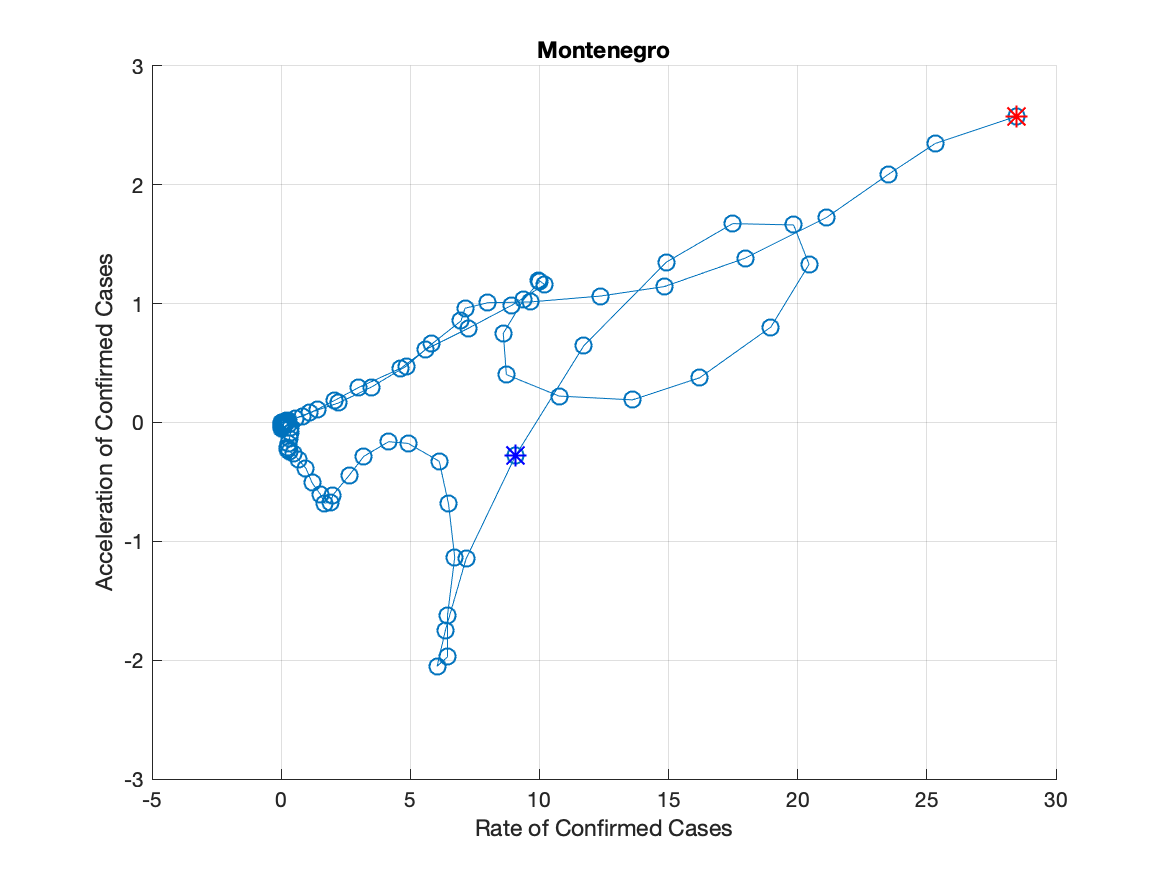 Montenegro
3
2
1
0
-1
-2
-3
Acceleration of Confirmed Cases
-5 0 5 10 15 20 25 30
Rate of Confirmed Cases